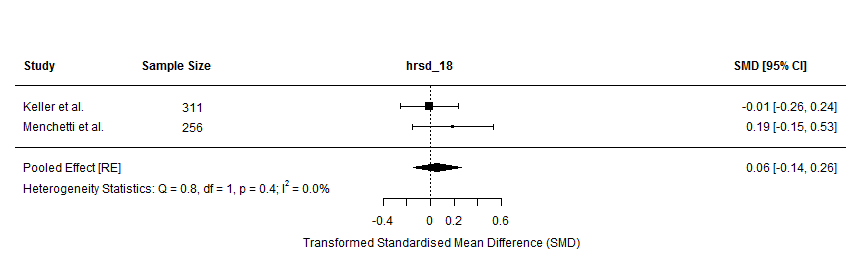 Study Sample Size hrsd_18 SMD [95% CI]
Keller et al. 311 -0.01 [-0.26, 0.24]
Menchetti et al. 256 0.19 [-0.15, 0.53]
Pooled Effect [RE] 0.06 [-0.14, 0.26]
Heterogeneity Statistics: Q = 0.8, df = 1, p = 0.4; I² = 0.0%
-0.4 0 0.2 0.6
Transformed Standardised Mean Difference (SMD)